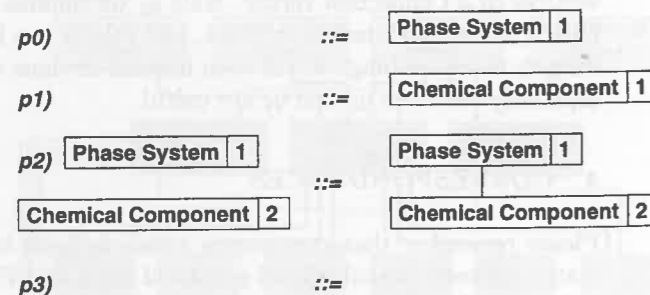 p0) ::= Phase System 1
p1) ::= Chemical Component 1
p2) Phase System 1 ::= Phase System 1
Chemical Component 2 Chemical Component 2
p3) ::=